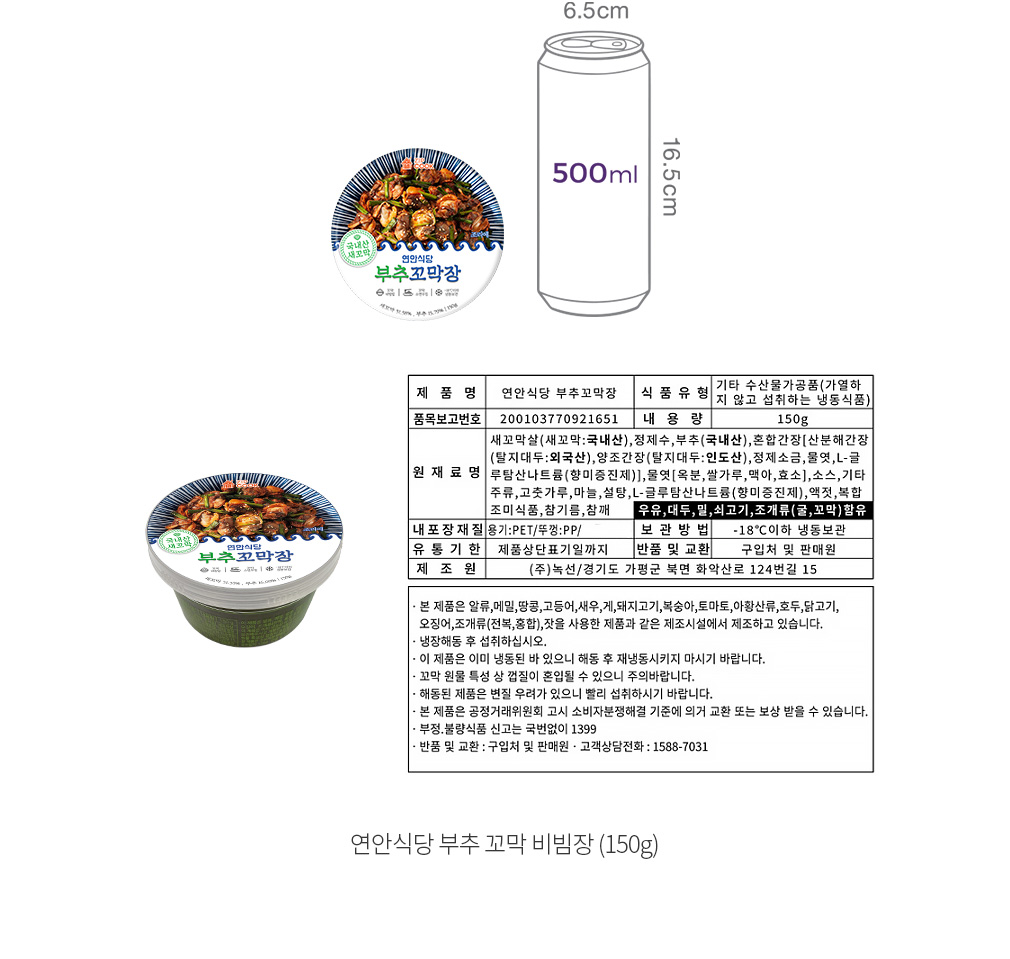 6.5cm
500ml
16.5cm
국내산
새꼬막
연안식당
부추꼬막장
국내산
새꼬막
연안식당
부추꼬막장
제 품 명 연안식당 부추꼬막장 식 품 유 형 기타 수산물가공품(가열하
지 않고 섭취하는 냉동식품)
품목보고번호 200103770921651 내 용 량 150g
원 재 료 명 새꼬막살(새꼬막:국내산),정제수,부추(국내산),혼합간장[산분해간장
(탈지대두:외국산),양조간장(탈지대두:인도산),정제소금,물엿,L-글
루탐산나트륨(향미증진제)],물엿[옥분,쌀가루,맥아,효소],소스,기타
주류,고춧가루,마늘,설탕,L-글루탐산나트륨(향미증진제),액젓,복합
조미식품,참기름,참깨 우유,대두,밀,쇠고기,조개류(굴,꼬막)함유
내포장재질 용기:PET/뚜껑:PP/ 보 관 방 법 -18℃이하 냉동보관
유 통 기 한 제품상단표기일까지 반품 및 교환 구입처 및 판매원
제 조 원 (주)녹선/경기도 가평군 북면 화악산로 124번길 15
· 본 제품은 알류,메밀,땅콩,고등어,새우,게,돼지고기,복숭아,토마토,아황산류,호두,닭고기,
오징어,조개류(전복,홍합),잣을 사용한 제품과 같은 제조시설에서 제조하고 있습니다.
· 냉장해동 후 섭취하십시오.
· 이 제품은 이미 냉동된 바 있으니 해동 후 재냉동시키지 마시기 바랍니다.
· 꼬막 원물 특성 상 껍질이 혼입될 수 있으니 주의바랍니다.
· 해동된 제품은 변질 우려가 있으니 빨리 섭취하시기 바랍니다.
· 본 제품은 공정거래위원회 고시 소비자분쟁해결 기준에 의거 교환 또는 보상 받을 수 있습니다.
· 부정.불량식품 신고는 국번없이 1399
· 반품 및 교환 : 구입처 및 판매원 · 고객상담전화 : 1588-7031
연안식당 부추 꼬막 비빔장 (150g)